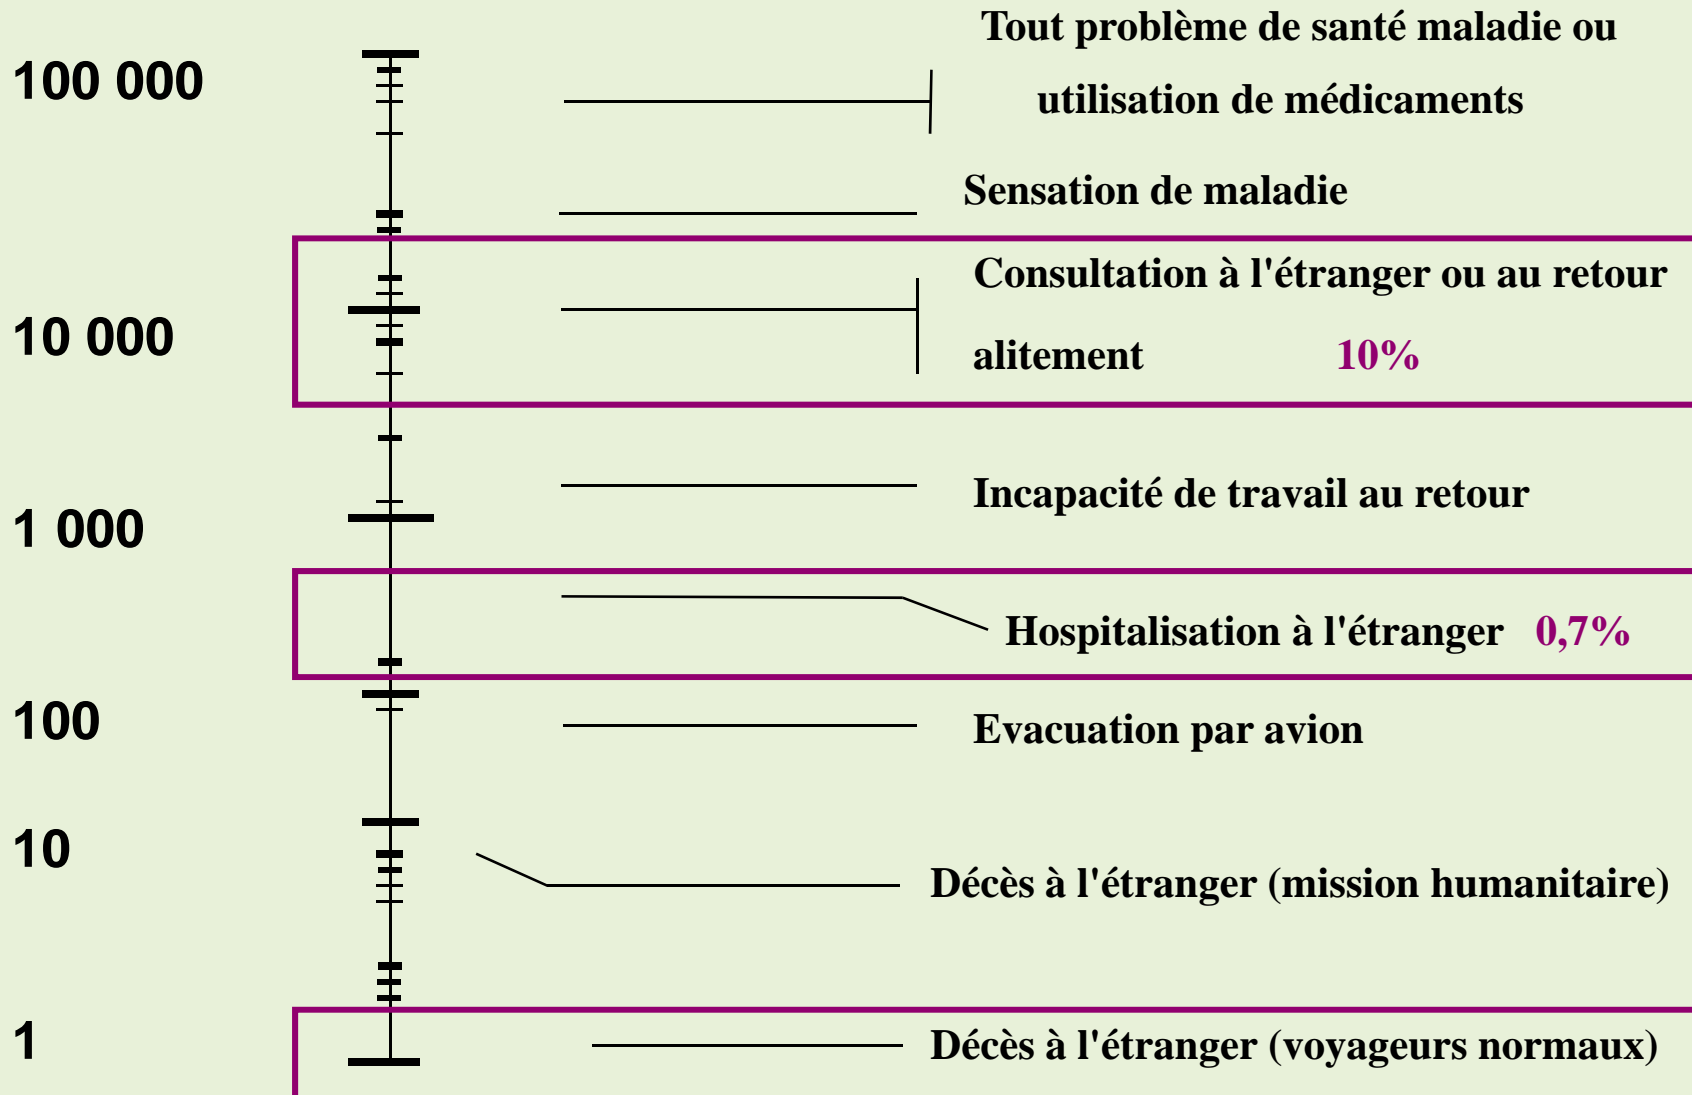 Tout problème de santé maladie ou
100 000
utilisation de médicaments
Sensation de maladie
Consultation à l'étranger ou au retour
10 000
alitement 10%
Incapacité de travail au retour
1 000
Hospitalisation à l'étranger 0,7%
100
Evacuation par avion
10
Décès à l'étranger (mission humanitaire)
1
Décès à l'étranger (voyageurs normaux)